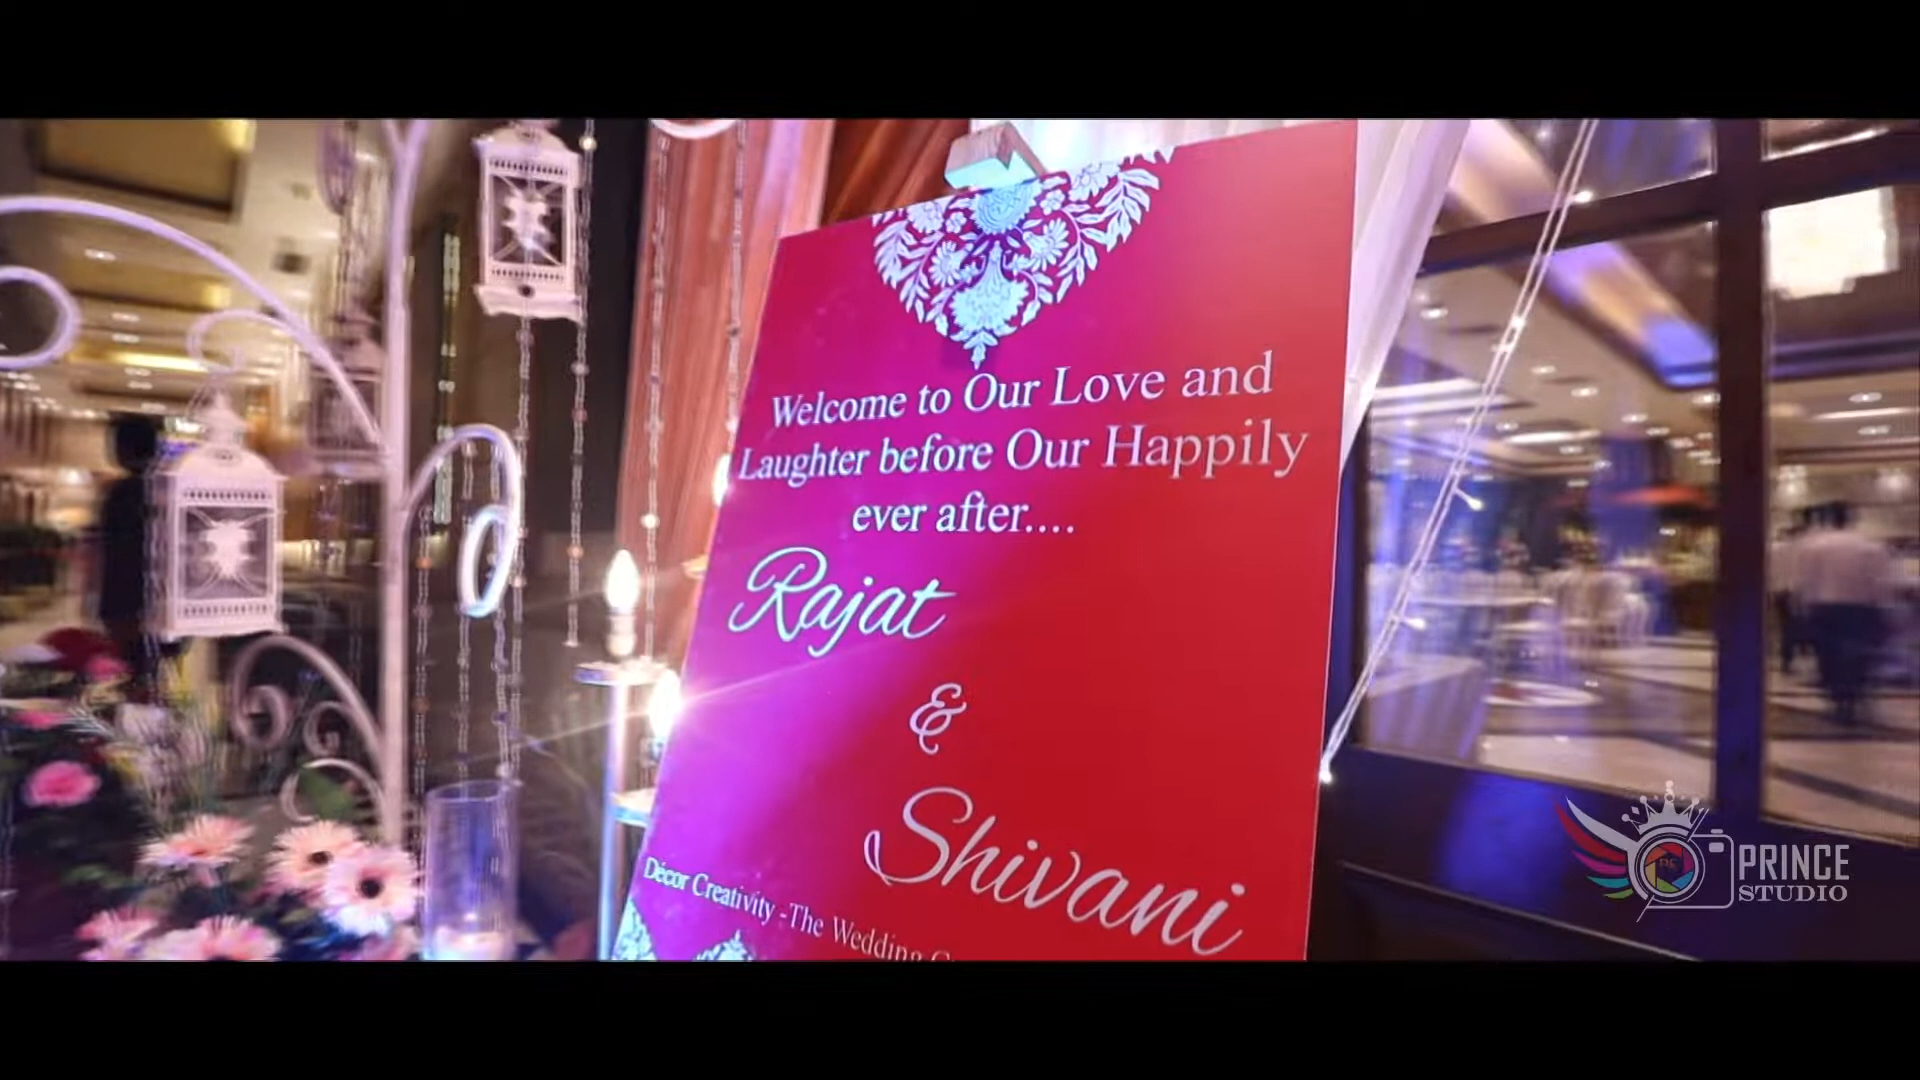 Welcome to Our Love and
Laughter before Our Happily
ever after....
Rajat
&
Shivani
Décor Creativity -The Wedding
PRINCE
STUDIO